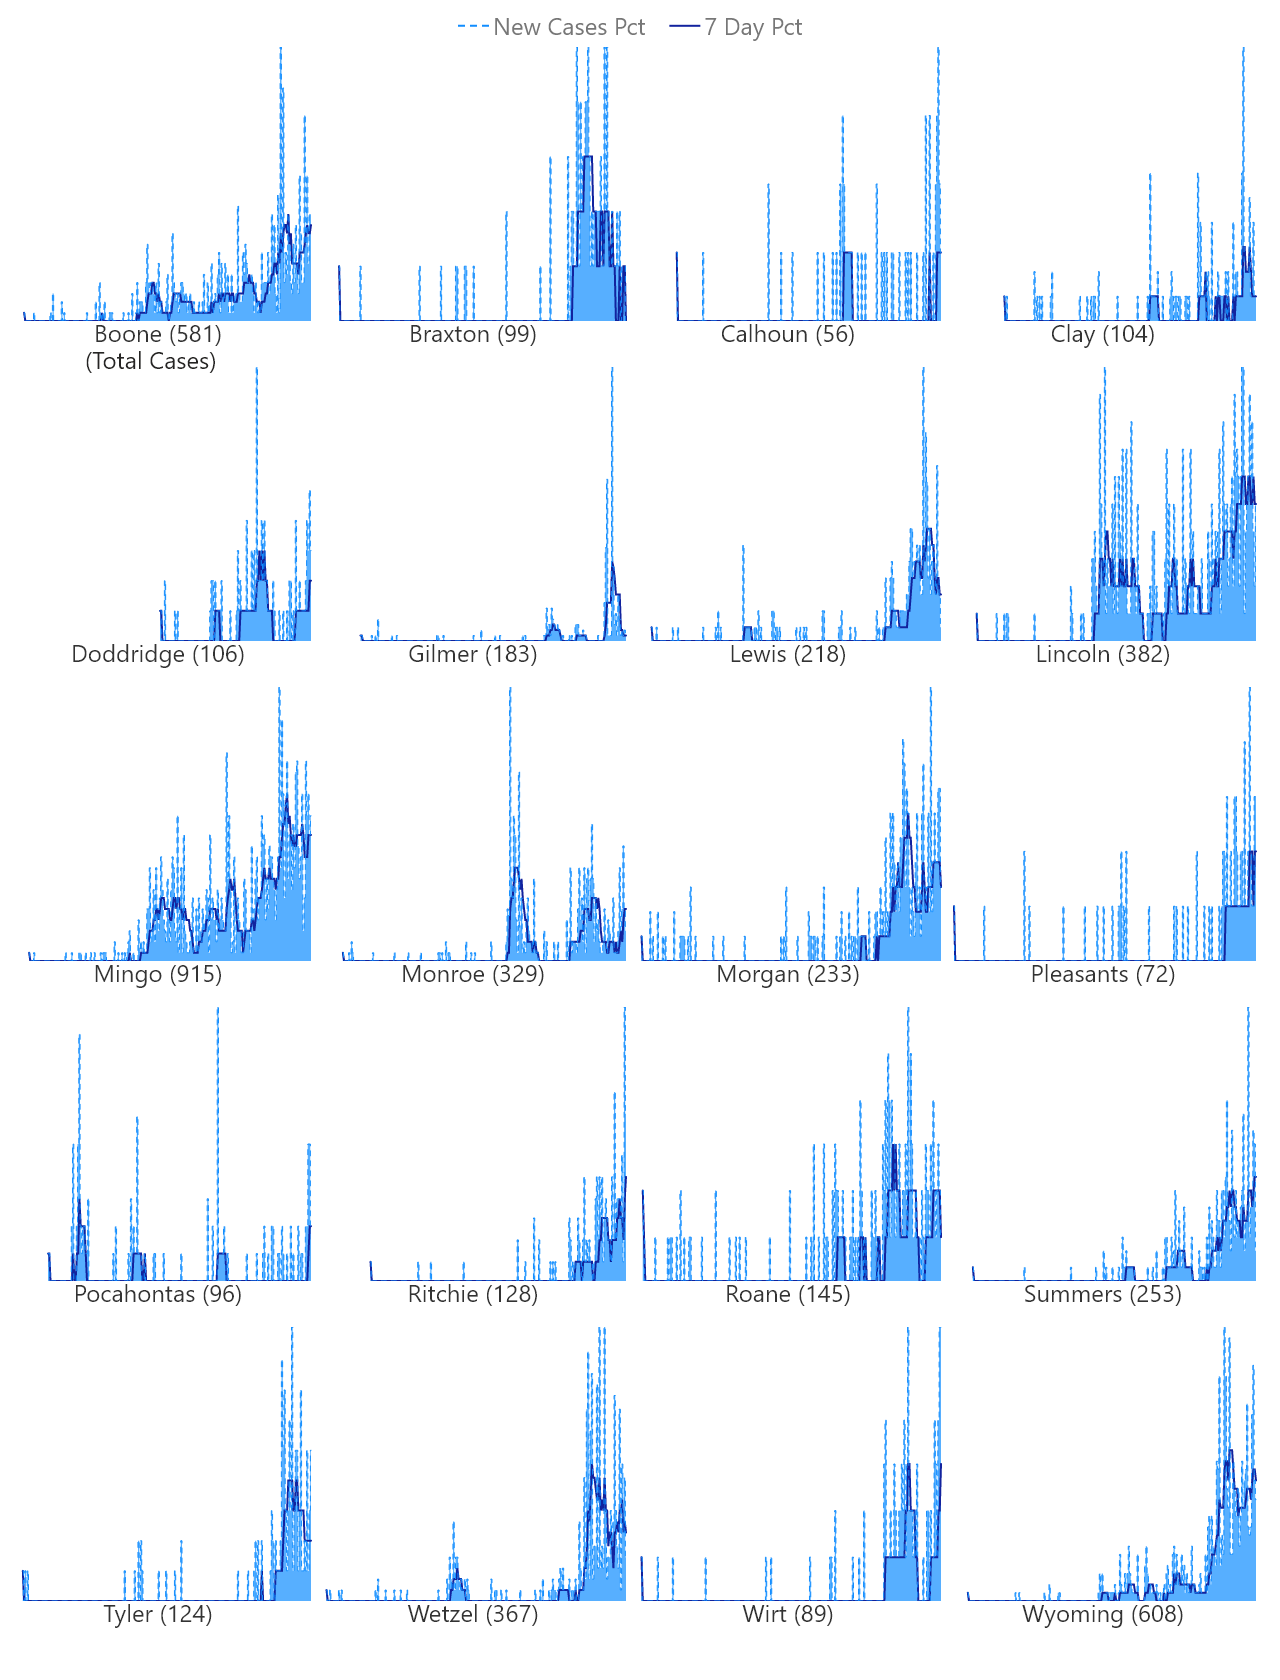 New Cases Pct 7 Day Pct
Boone (581) Braxton (99) Calhoun (56) Clay (104)
(Total Cases)
Doddridge (106) Gilmer (183) Lewis (218) Lincoln (382)
Mingo (915) Monroe (329) Morgan (233) Pleasants (72)
Pocahontas (96) Ritchie (128) Roane (145) Summers (253)
Tyler (124) Wetzel (367) Wirt (89) Wyoming (608)